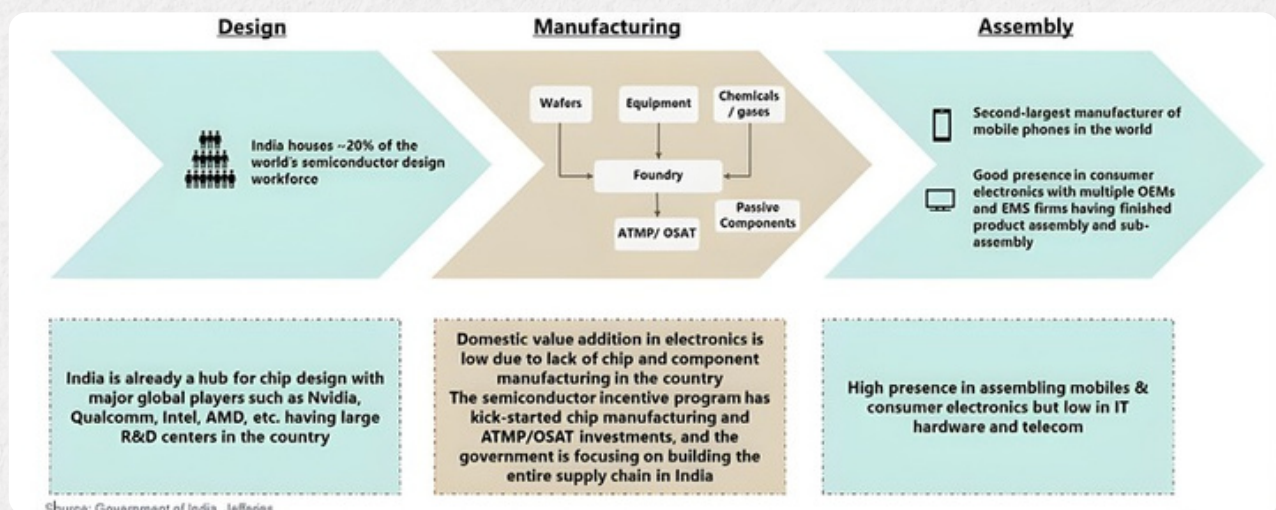 Design
Manufacturing
Assembly
India houses ~20% of the
world's semiconductor design
workforce
Wafers
Equipment
Chemicals
/ gases
Foundry
Passive
Components
ATMP/ OSAT
Second-largest manufacturer of
mobile phones in the world
Good presence in consumer
electronics with multiple OEMs
and EMS firms having finished
product assembly and sub-
assembly
India is already a hub for chip design with
major global players such as Nvidia,
Qualcomm, Intel, AMD, etc. having large
R&D centers in the country
Domestic value addition in electronics is
low due to lack of chip and component
manufacturing in the country
The semiconductor incentive program has
kick-started chip manufacturing and
ATMP/OSAT investments, and the
government is focusing on building the
entire supply chain in India
High presence in assembling mobiles &
consumer electronics but low in IT
hardware and telecom
Source: Government of India, Jefferies